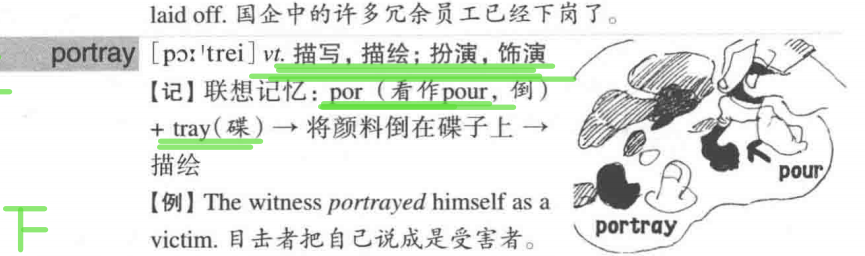 laid off. 国企中的许多冗余员工已经下岗了。
portray [pɔːˈtrei] vt. 描写，描绘；扮演，饰演
【记】联想记忆：por（看作pour，倒）
+ tray（碟）→ 将颜料倒在碟子上 →
描绘
【例】The witness portrayed himself as a
victim. 目击者把自己说成是受害者。
下
pour
portray